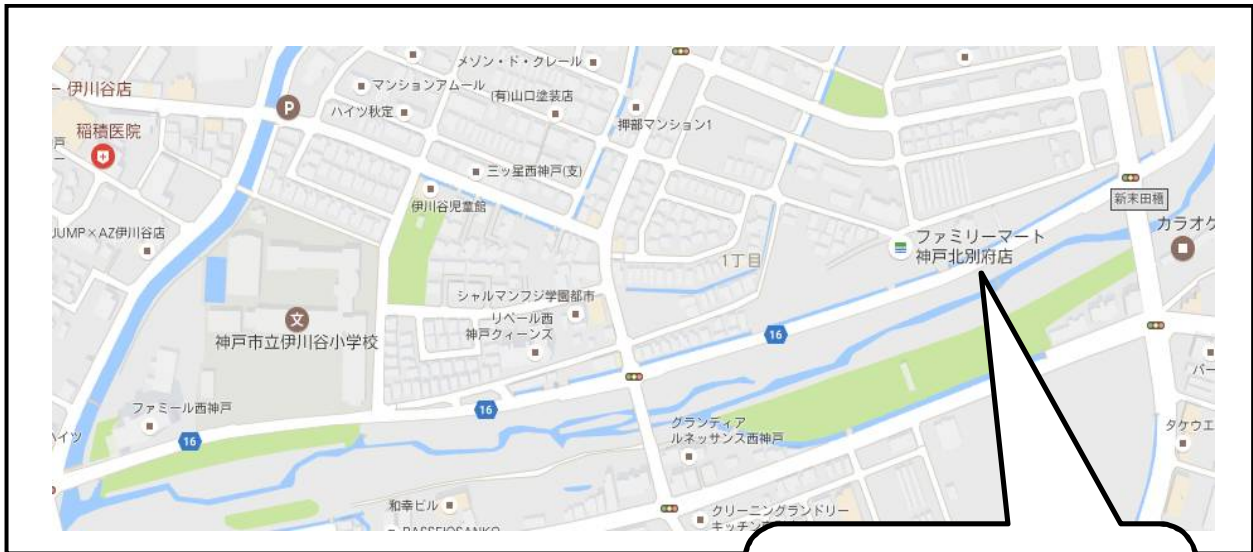 メゾン・ド・クレール
マンションアムール
伊川谷店
(有)山口塗装店
ハイツ秋定
P
押部マンション1
稲積医院
三ッ星西神戸(支)
伊川谷児童館
新末田橋
JUMP×AZ伊川谷店
カラオケ
ファミリーマート
神戸北別府店
1丁目
シャルマンフジ学園都市
リベール西
神戸クィーンズ
文
神戸市立伊川谷小学校
16
ファミール西神戸
16
16
グランディア
ルネッサンス西神戸
タケウエ
和幸ビル
クリーニングランドリー